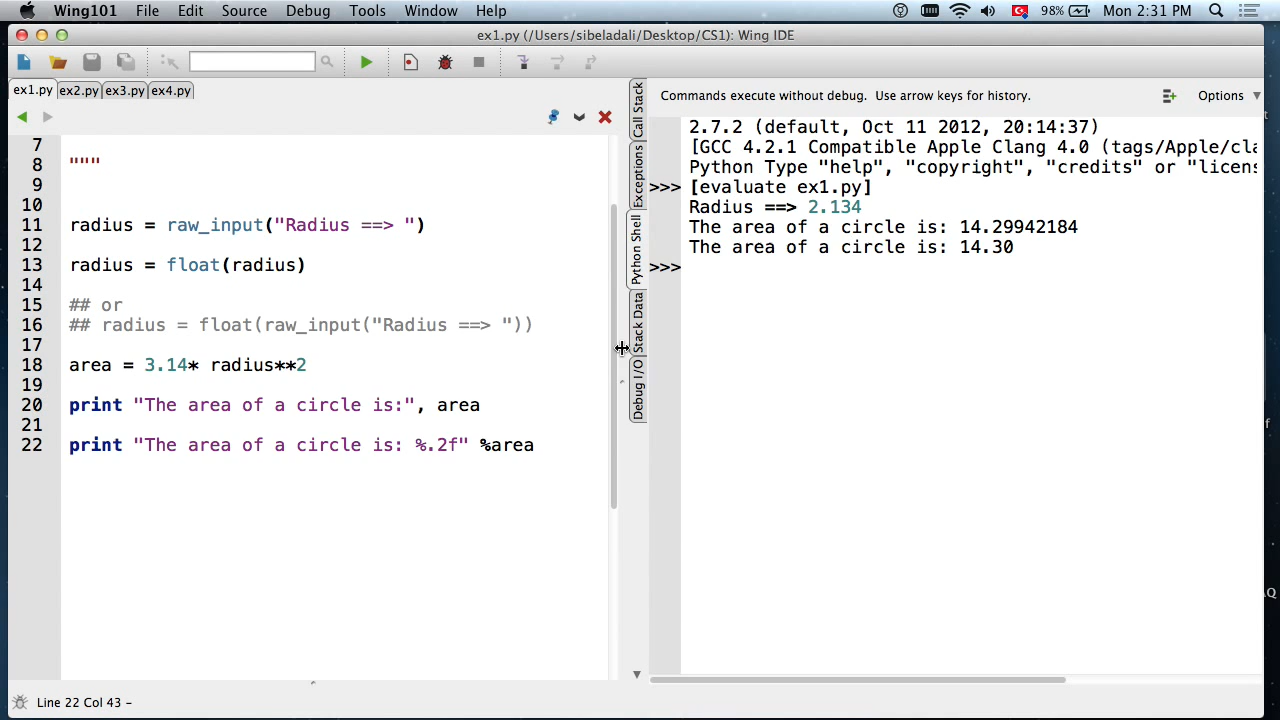 Wing101 File Edit Source Debug Tools Window Help 98% Mon 2:31 PM
ex1.py (/Users/sibeladali/Desktop/CS1): Wing IDE
ex1.py ex2.py ex3.py ex4.py
7
8 """
9
10
11 radius = raw_input("Radius ==> ")
12
13 radius = float(radius)
14
15 ## or
16 ## radius = float(raw_input("Radius ==> "))
17
18 area = 3.14* radius**2
19
20 print "The area of a circle is:", area
21
22 print "The area of a circle is: %.2f" %area
Line 22 Col 43 –
Call Stack
Exceptions
Python Shell
Stack Data
Debug I/O
Commands execute without debug. Use arrow keys for history.
Options
2.7.2 (default, Oct 11 2012, 20:14:37)
[GCC 4.2.1 Compatible Apple Clang 4.0 (tags/Apple/cla
Python Type "help", "copyright", "credits" or "licens
>>> [evaluate ex1.py]
Radius ==> 2.134
The area of a circle is: 14.29942184
The area of a circle is: 14.30
>>>